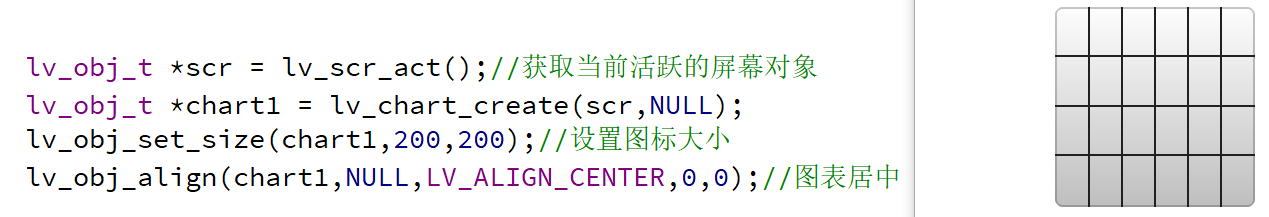 lv_obj_t *scr = lv_scr_act();//获取当前活跃的屏幕对象
lv_obj_t *chart1 = lv_chart_create(scr,NULL);
lv_obj_set_size(chart1,200,200);//设置图标大小
lv_obj_align(chart1,NULL,LV_ALIGN_CENTER,0,0);//图表居中